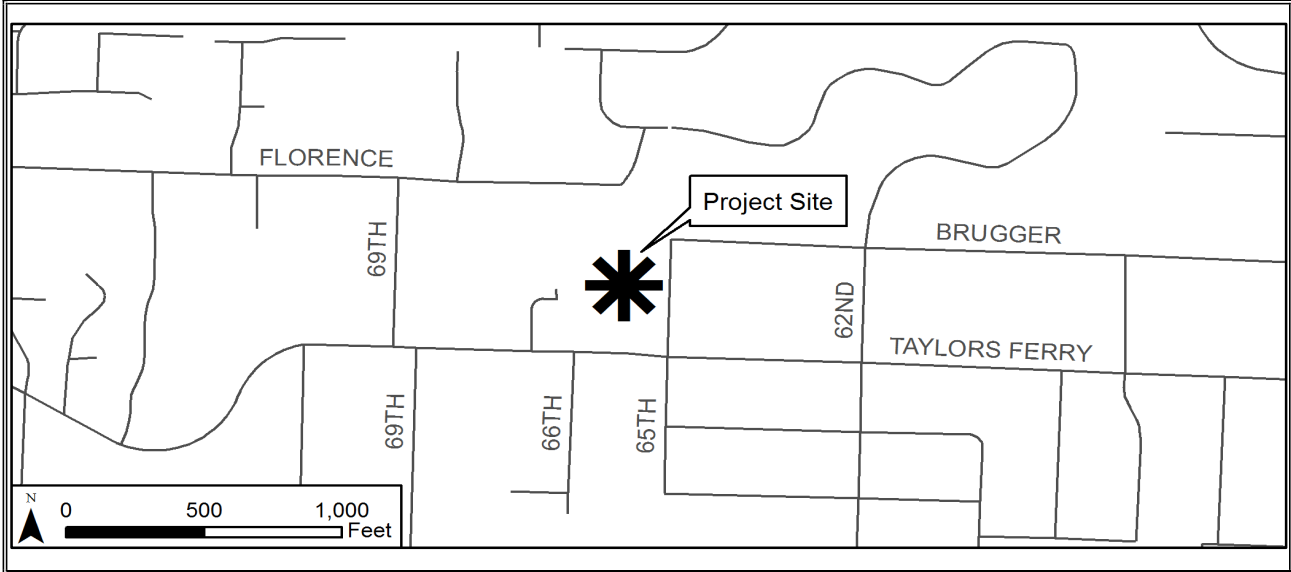 FLORENCE
Project Site
69TH
BRUGGER
62ND
TAYLORS FERRY
69TH
66TH
65TH
N
0 500 1,000
Feet